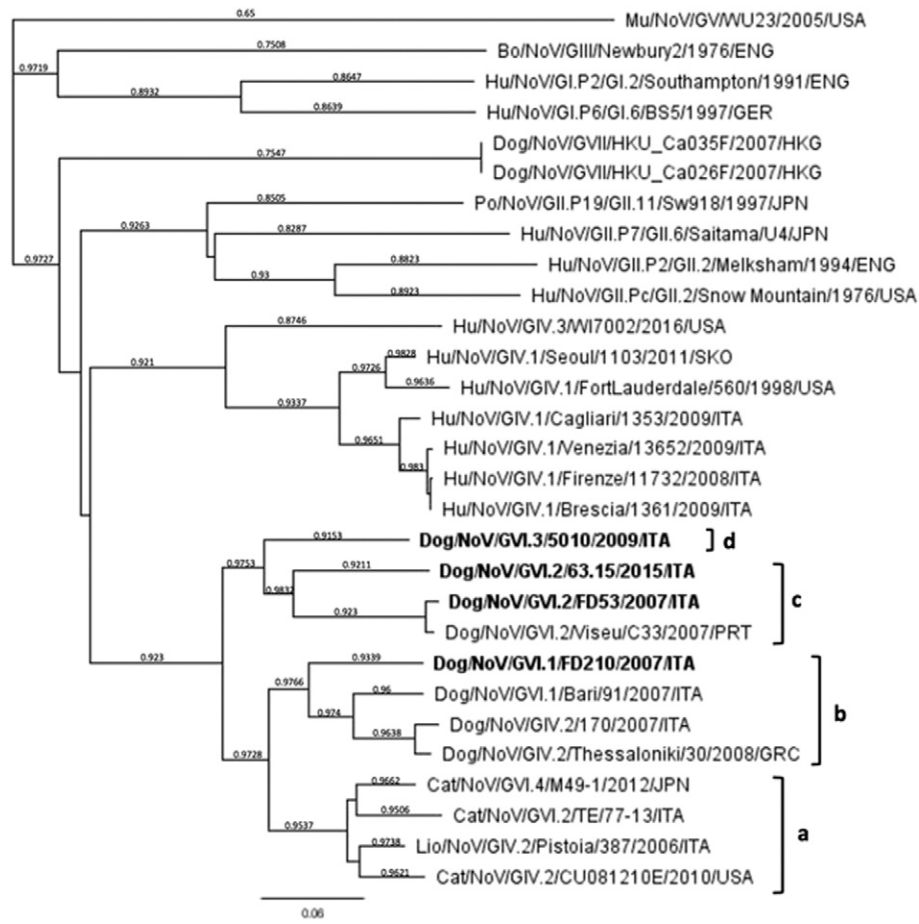 0.65
Mu/NoV/GV/WU23/2005/USA
0.7508
Bo/NoV/GIII/Newbury2/1976/ENG
0.9719
0.8647
Hu/NoV/GI.P2/GI.2/Southampton/1991/ENG
0.8932
0.8639
Hu/NoV/GI.P6/GI.6/BS5/1997/GER
Dog/NoV/GVII/HKU_Ca035F/2007/HKG
0.7547
Dog/NoV/GVII/HKU_Ca026F/2007/HKG
0.8505
Po/NoV/GII.P19/GII.11/Sw918/1997/JPN
0.9263
0.8287
Hu/NoV/GII.P7/GII.6/Saitama/U4/JPN
0.9727
0.8823
Hu/NoV/GII.P2/GII.2/Melksham/1994/ENG
0.93
0.8923
Hu/NoV/GII.Pc/GII.2/Snow Mountain/1976/USA
0.8746
Hu/NoV/GIV.3/WI7002/2016/USA
0.921
0.9828
Hu/NoV/GIV.1/Seoul/1103/2011/SKO
0.9726
0.9636
Hu/NoV/GIV.1/FortLauderdale/560/1998/USA
0.9337
Hu/NoV/GIV.1/Cagliari/1353/2009/ITA
0.9651
Hu/NoV/GIV.1/Venezia/13652/2009/ITA
0.983
Hu/NoV/GIV.1/Firenze/11732/2008/ITA
Hu/NoV/GIV.1/Brescia/1361/2009/ITA
0.9153
Dog/NoV/GVI.3/5010/2009/ITA
d
0.9753
0.9211
Dog/NoV/GVI.2/63.15/2015/ITA
0.9832
c
0.923
Dog/NoV/GVI.2/FD53/2007/ITA
Dog/NoV/GVI.2/Viseu/C33/2007/PRT
0.923
0.9339
Dog/NoV/GVI.1/FD210/2007/ITA
0.9766
0.96
Dog/NoV/GVI.1/Bari/91/2007/ITA
0.974
b
Dog/NoV/GIV.2/170/2007/ITA
0.9638
Dog/NoV/GIV.2/Thessaloniki/30/2008/GRC
0.9728
0.9662
Cat/NoV/GVI.4/M49-1/2012/JPN
0.9506
Cat/NoV/GVI.2/TE/77-13/ITA
0.9537
a
0.9738
Lio/NoV/GIV.2/Pistoia/387/2006/ITA
0.9621
Cat/NoV/GIV.2/CU081210E/2010/USA
0.06